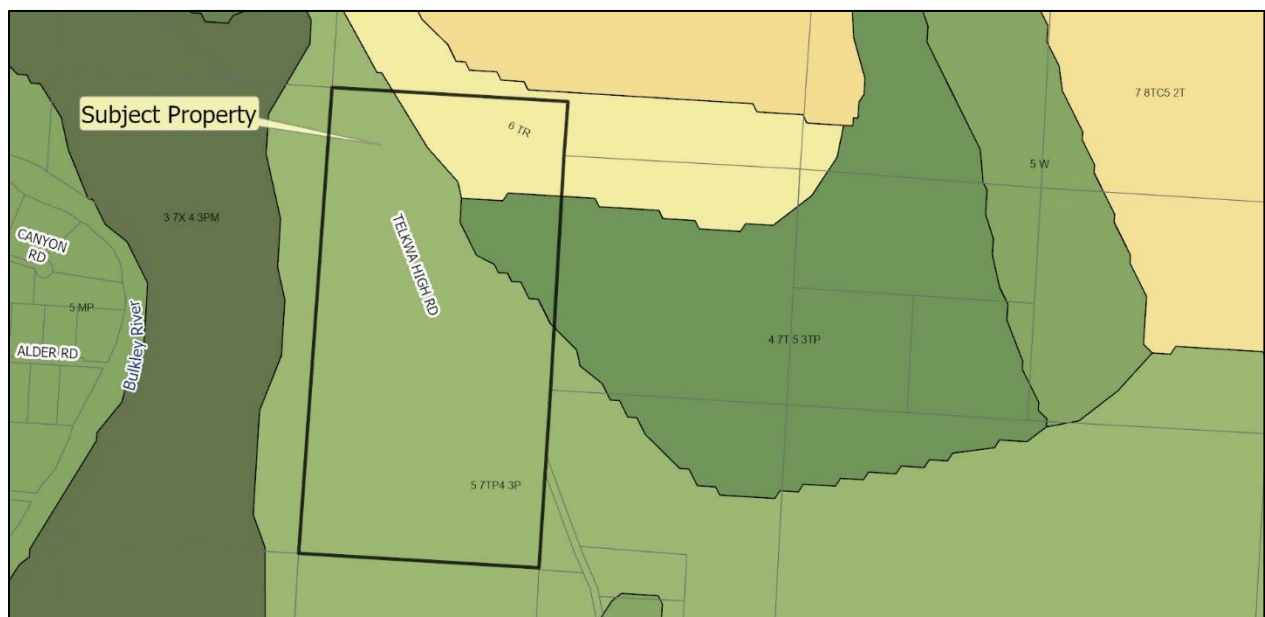 Subject Property
6 TR
7 8TC5 2T
5 W
3 7X 4 3PM
CANYON
RD
TELKWA HIGH RD
5 MP
Bulkley River
ALDER RD
4 7T 5 3TP
5 7TP4 3P